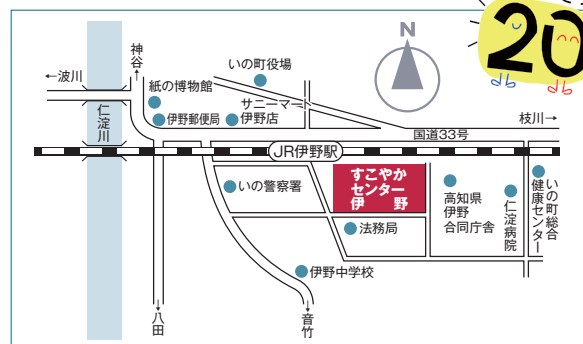 20
N
神谷
←波川
いの町役場
紙の博物館
サニーマート
伊野店
伊野郵便局
枝川→
国道33号
仁淀川
JR伊野駅
いの警察署
すこやか
センター
伊野
高知県
伊野
合同庁舎
仁淀病院
いの町総合
健康センター
法務局
伊野中学校
八田
音竹